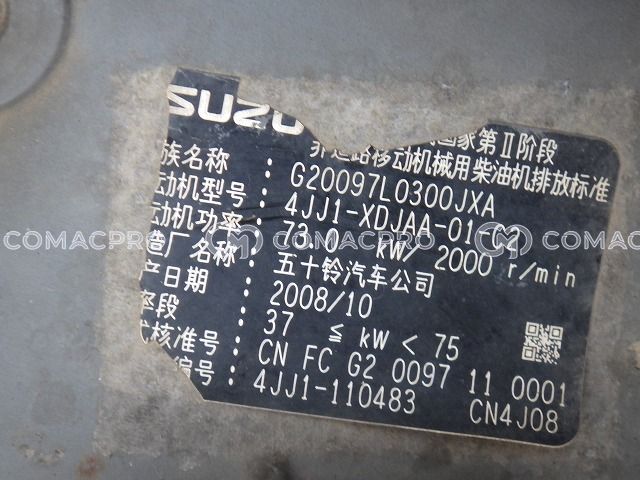 SUZU
国家第Ⅱ阶段
非道路移动机械用柴油机排放标准
族名称 : G20097L0300JXA
动机型号 : 4JJ1-XDJAA-01-C2
动机功率 : 73.0 kW/ 2000 r/min
造厂名称 : 五十铃汽车公司
产日期 : 2008/10
率段 : 37 ≦ kW < 75
式核准号 : CN FC G2 0097 11 0001
编号 : 4JJ1-110483 CN4J08
COMACPRO COMACPRO COMACPRO